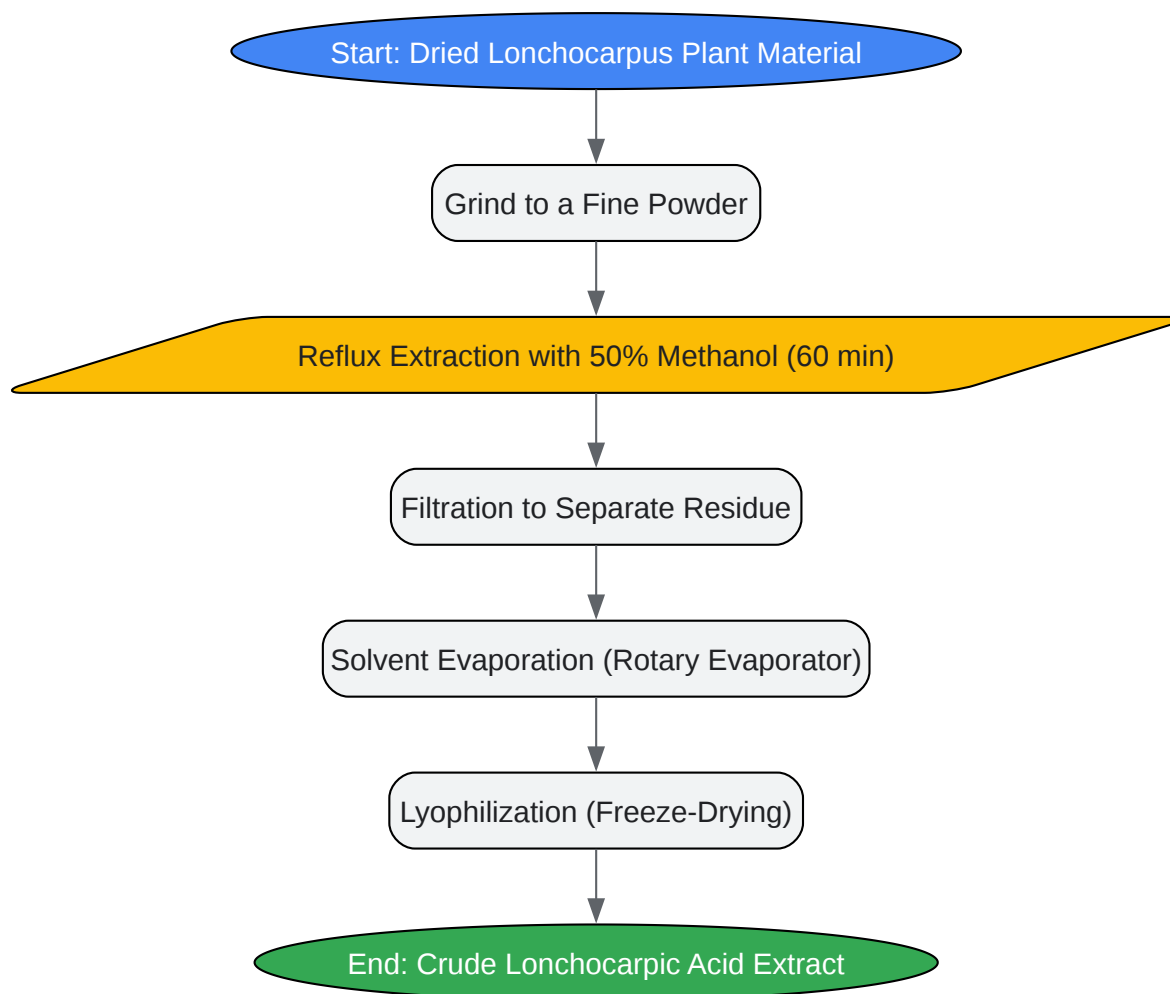 Start: Dried Lonchocarpus Plant Material
Grind to a Fine Powder
Reflux Extraction with 50% Methanol (60 min)
Filtration to Separate Residue
Solvent Evaporation (Rotary Evaporator)
Lyophilization (Freeze-Drying)
End: Crude Lonchocarpic Acid Extract